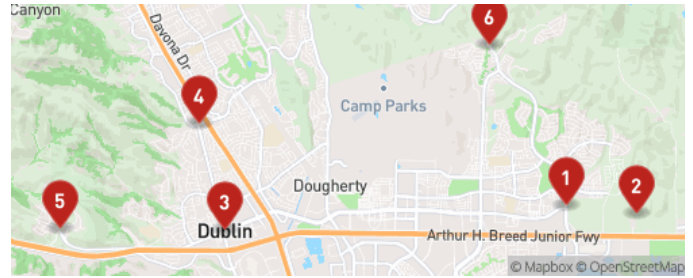 Canyon
6
Davona Dr
4
Camp Parks
Dougherty
1
2
5
3
Dublin
Arthur H. Breed Junior Fwy
© Mapbox © OpenStreetMap